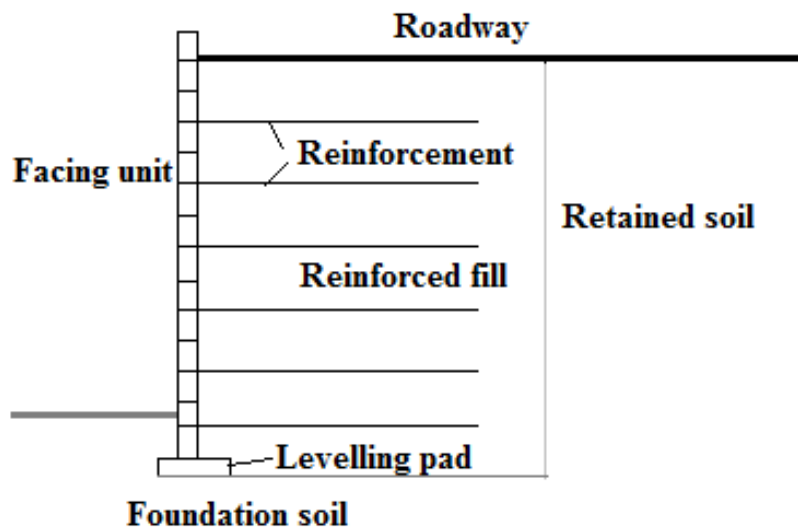 Roadway
Reinforcement
Facing unit
Retained soil
Reinforced fill
Levelling pad
Foundation soil